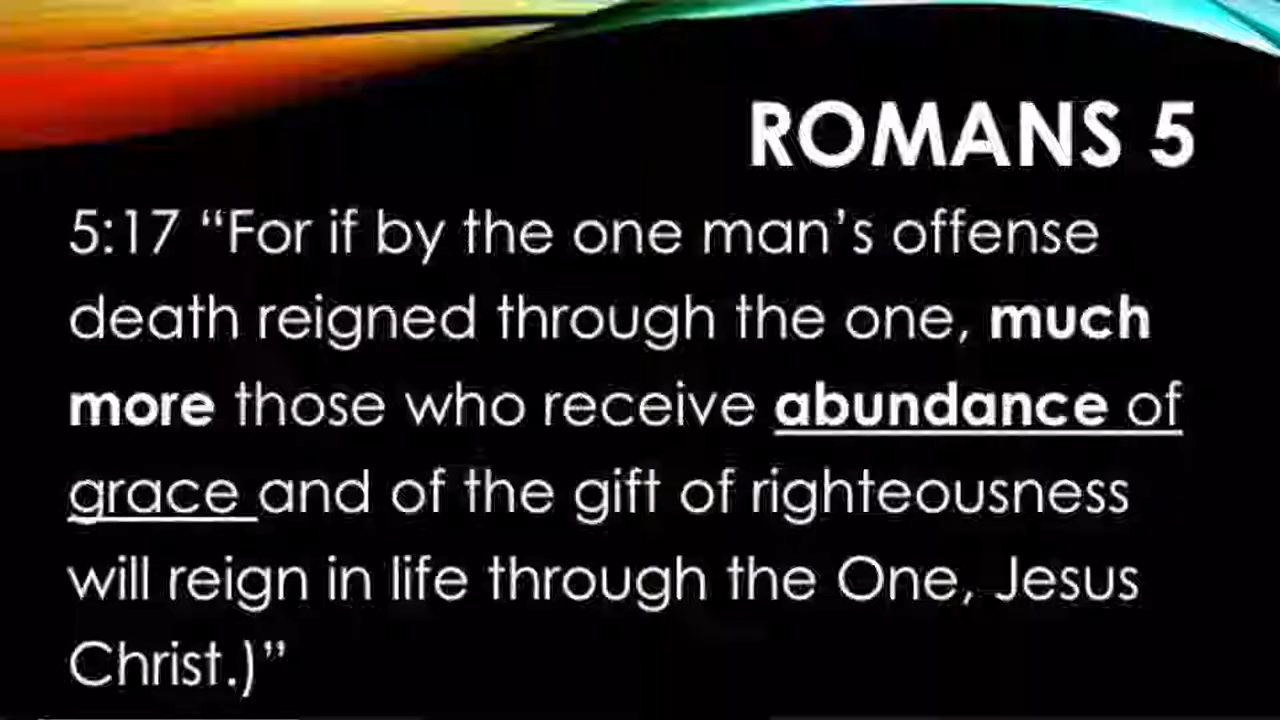 ROMANS 5
5:17 “For if by the one man’s offense
death reigned through the one, much
more those who receive abundance of
grace and of the gift of righteousness
will reign in life through the One, Jesus
Christ.)”